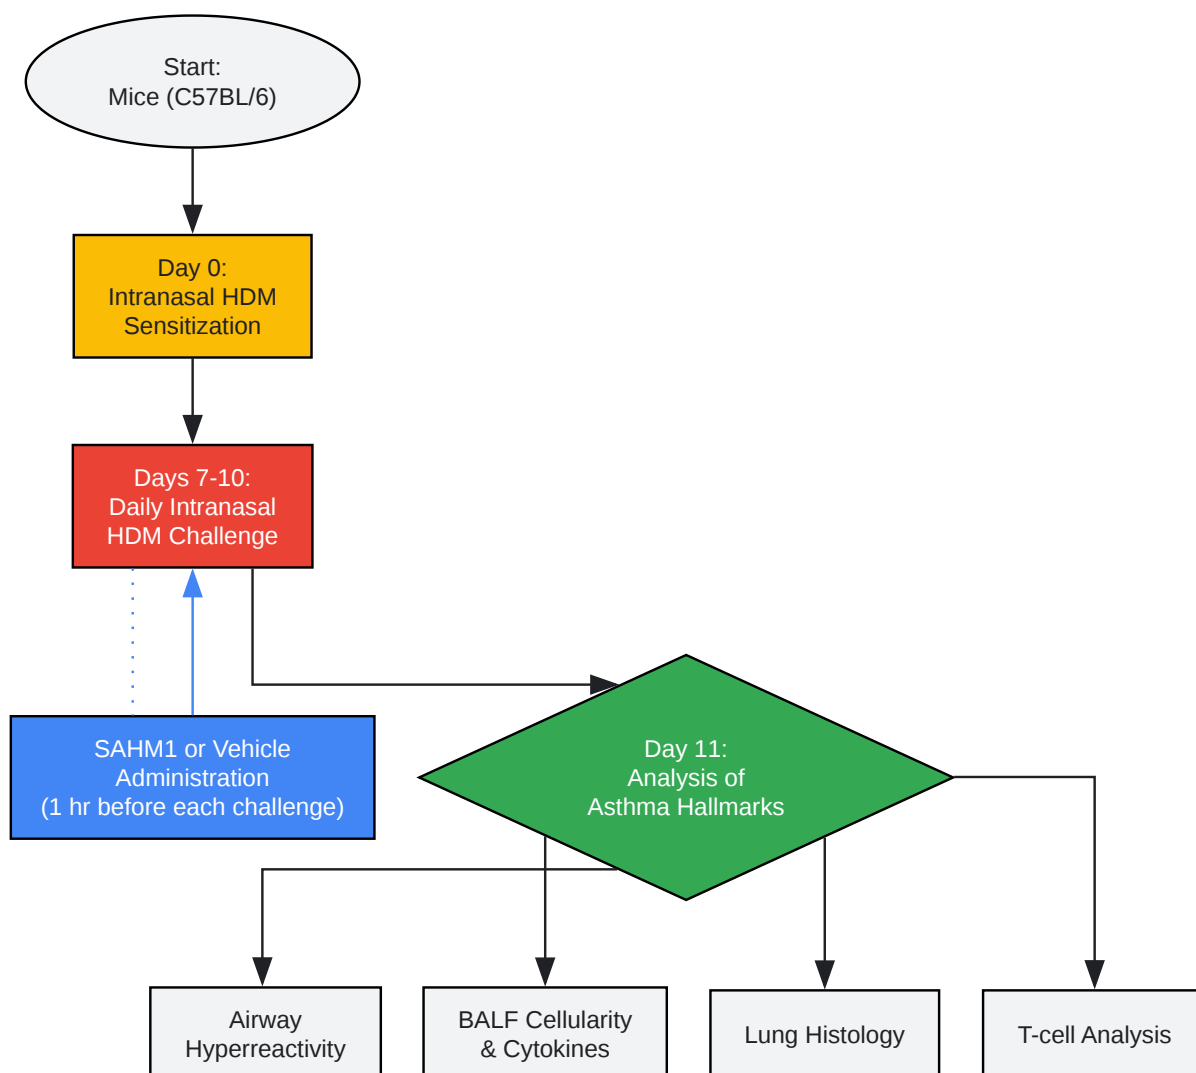 Start:
Mice (C57BL/6)
Day 0:
Intranasal HDM
Sensitization
Days 7-10:
Daily Intranasal
HDM Challenge
SAHM1 or Vehicle
Administration
(1 hr before each challenge)
Day 11:
Analysis of
Asthma Hallmarks
Airway
Hyperreactivity
BALF Cellularity
& Cytokines
Lung Histology
T-cell Analysis